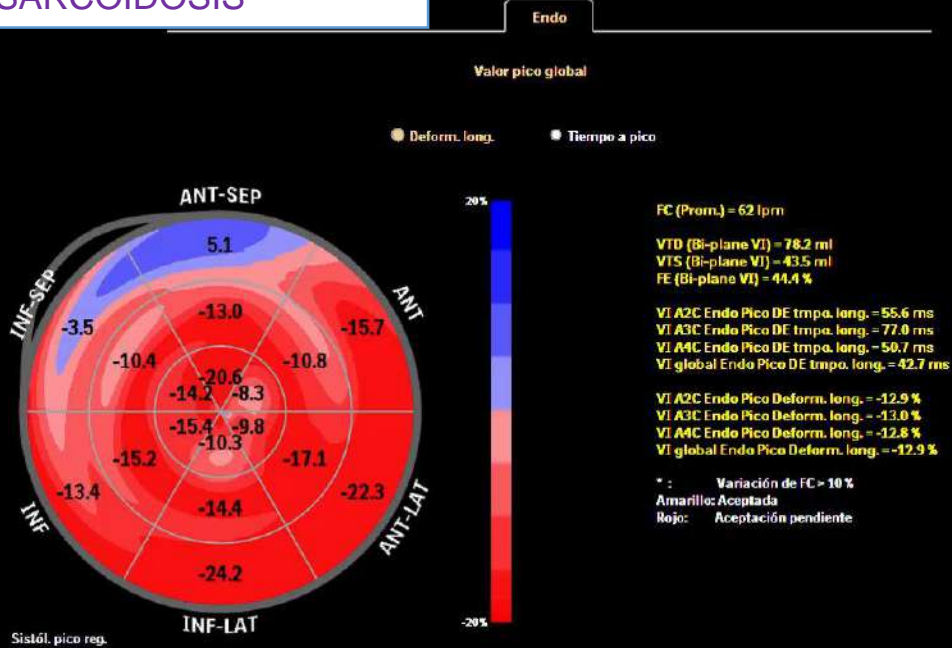 SARCOIDOSIS
Endo
Valor pico global
Deform. long.
Tiempo a pico
ANT-SEP
20%
FC (Prom.) = 62 lpm
5.1
VTD (Bi-plane VI) = 78.2 ml
VTS (Bi-plane VI) = 43.5 ml
FE (Bi-plane VI) = 44.4 %
INF-SEP
ANT
-3.5
-13.0
-15.7
VI A2C Endo Pico DE tmpo. long. = 55.6 ms
VI A3C Endo Pico DE tmpo. long. = 77.0 ms
VI A4C Endo Pico DE tmpo. long. = 50.7 ms
VI global Endo Pico DE tmpo. long. = 42.7 ms
-10.4
-10.8
-20.6
-14.2
-8.3
VI A2C Endo Pico Deform. long. = -12.9 %
VI A3C Endo Pico Deform. long. = -13.0 %
VI A4C Endo Pico Deform. long. = -12.8 %
VI global Endo Pico Deform. long. = -12.9 %
-15.4
-9.8
-10.3
-15.2
-17.1
* : Variación de FC > 10 %
Amarillo: Aceptada
Rojo: Aceptación pendiente
-13.4
-22.3
-14.4
INF
ANT-LAT
-24.2
INF-LAT
-20%
Sistól. pico reg.